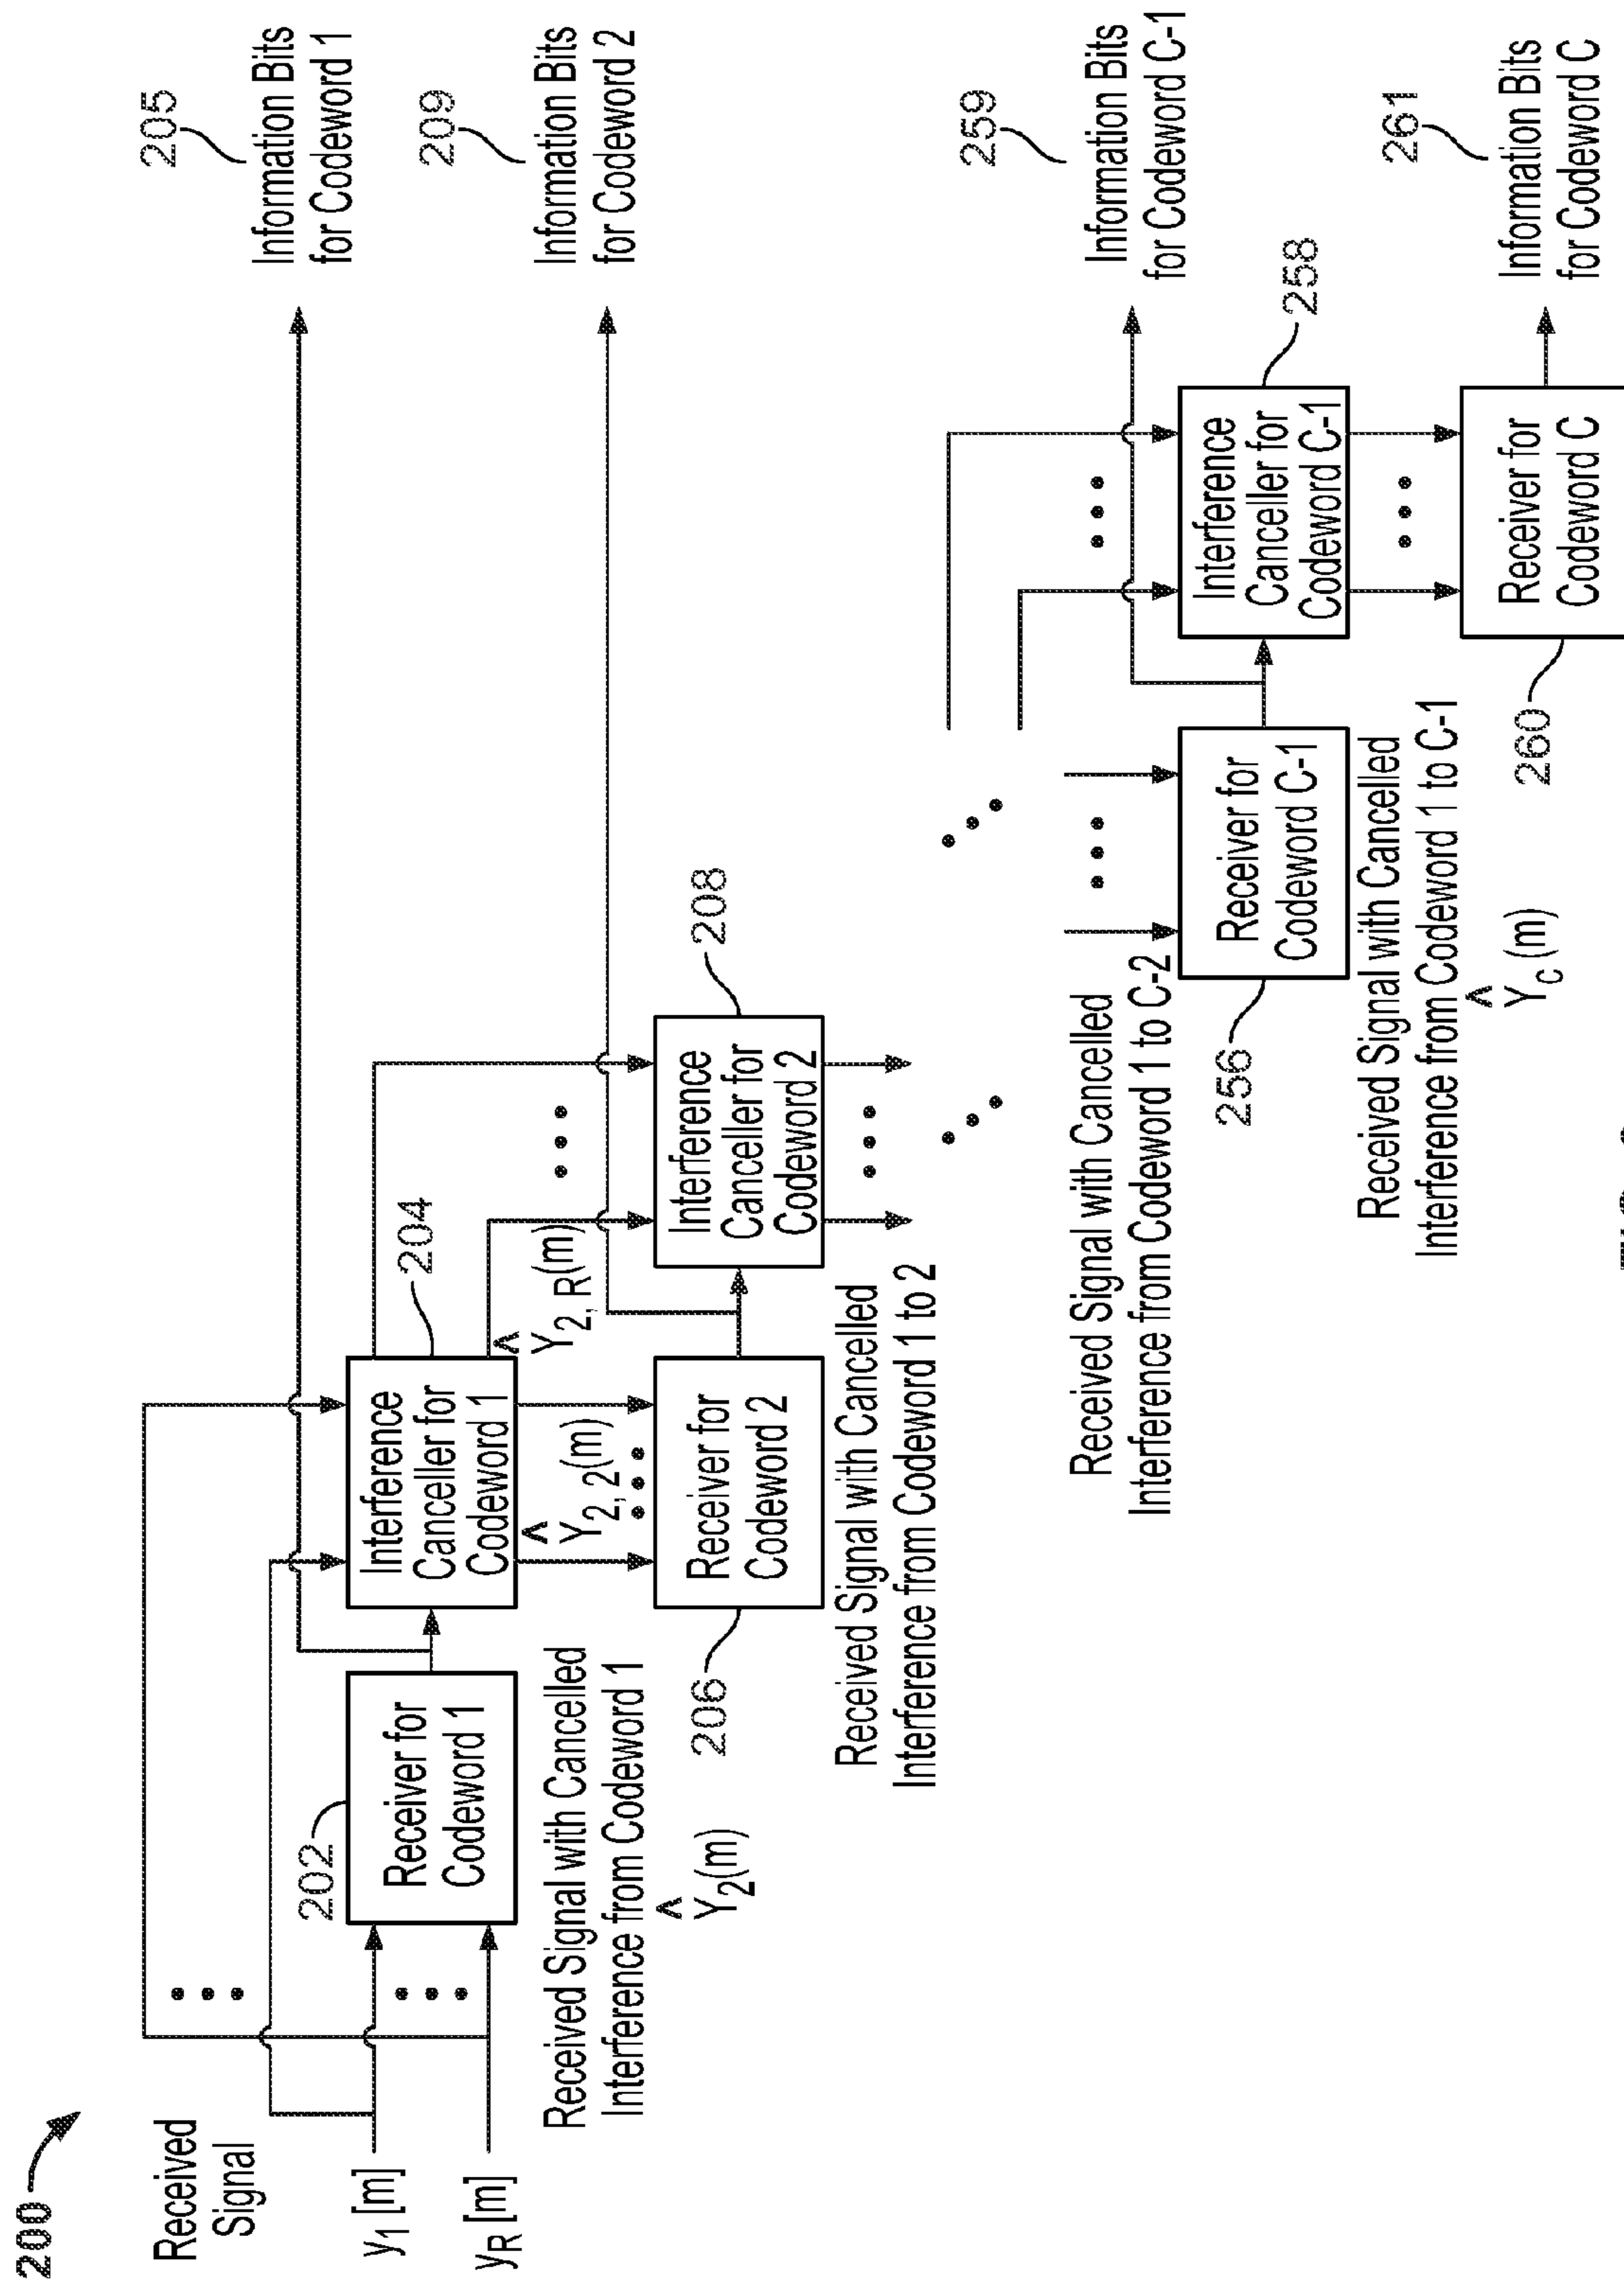 200
Received
Signal
y1 [m]
yR [m]
202
Receiver for
Codeword 1
Interference
Canceller for
Codeword 1
204
205
Information Bits
for Codeword 1
Received Signal with Cancelled
Interference from Codeword 1
^
Y2(m)
^
Y2, 2(m)
^
Y2, R(m)
206
Receiver for
Codeword 2
Interference
Canceller for
Codeword 2
208
209
Information Bits
for Codeword 2
Received Signal with Cancelled
Interference from Codeword 1 to 2
Received Signal with Cancelled
Interference from Codeword 1 to C-2
256
Receiver for
Codeword C-1
Interference
Canceller for
Codeword C-1
258
259
Information Bits
for Codeword C-1
Received Signal with Cancelled
Interference from Codeword 1 to C-1
^
YC (m)
260
Receiver for
Codeword C
261
Information Bits
for Codeword C